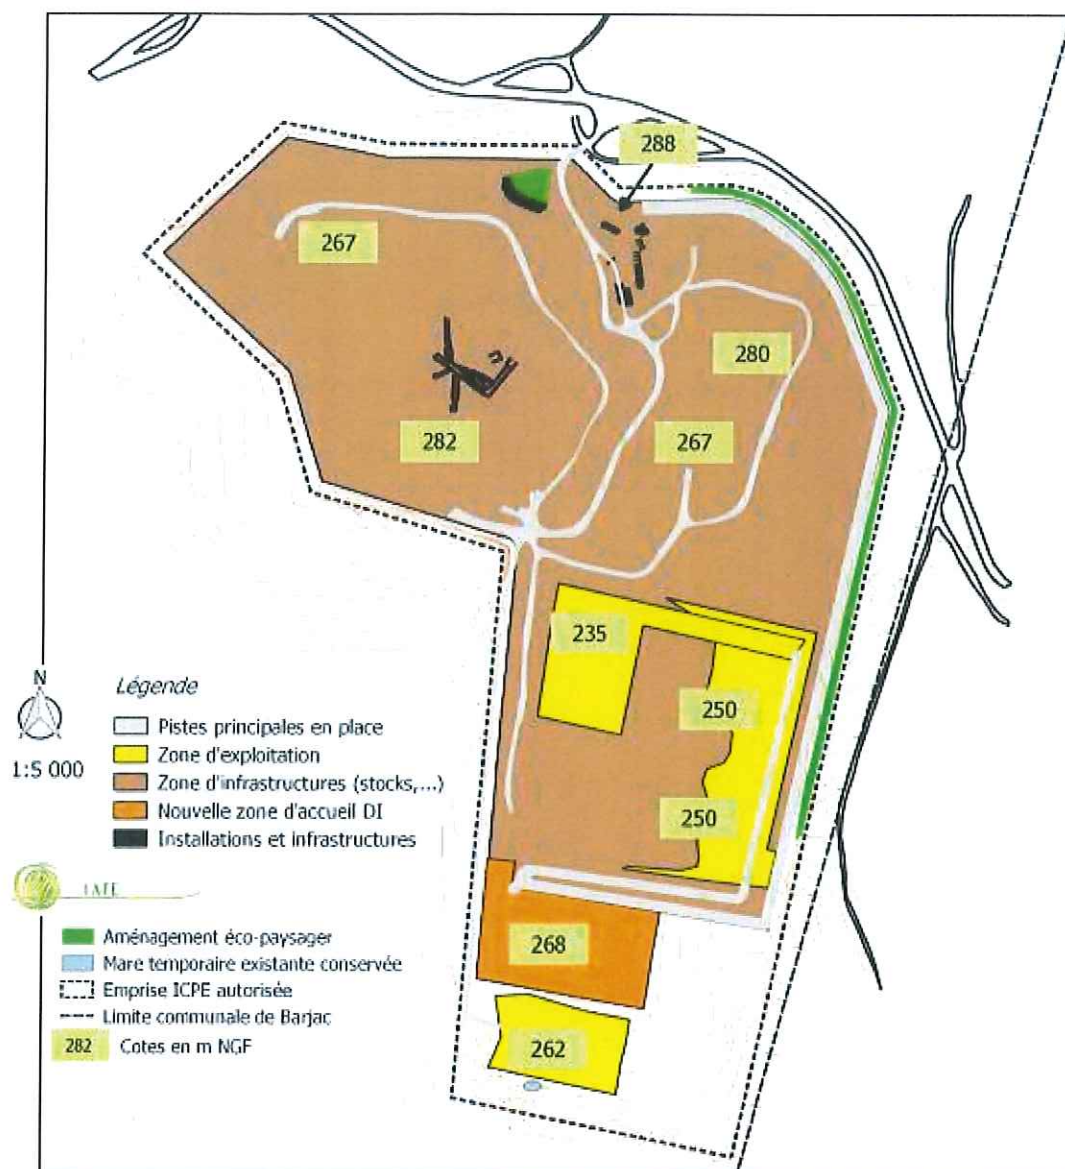 288
267
280
282
267
235
250
250
268
262
N
1:5 000
Légende
Pistes principales en place
Zone d'exploitation
Zone d'infrastructures (stocks,...)
Nouvelle zone d'accueil DI
Installations et infrastructures
Aménagement éco-paysager
Mare temporaire existante conservée
Emprise ICPE autorisée
Limite communale de Barjac
282 Cotes en m NGF